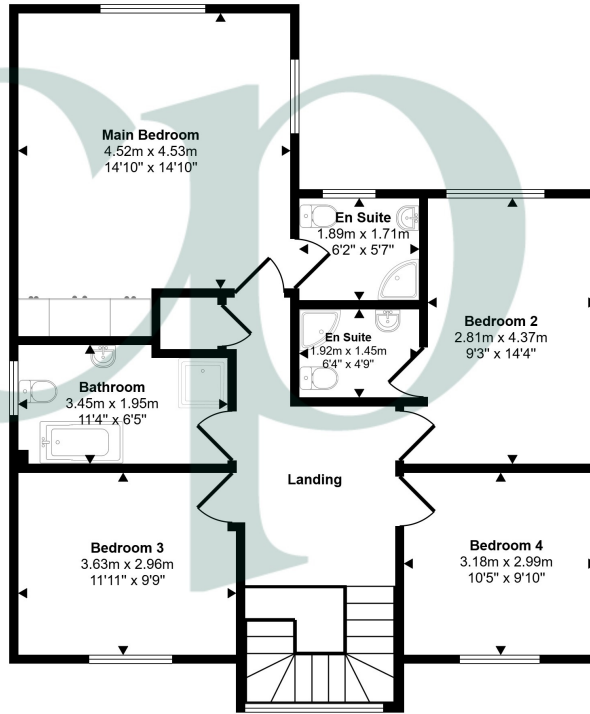 Main Bedroom
4.52m x 4.53m
14'10" x 14'10"
En Suite
1.89m x 1.71m
6'2" x 5'7"
Bedroom 2
2.81m x 4.37m
9'3" x 14'4"
En Suite
1.92m x 1.45m
6'4" x 4'9"
Bathroom
3.45m x 1.95m
11'4" x 6'5"
Landing
Bedroom 3
3.63m x 2.96m
11'11" x 9'9"
Bedroom 4
3.18m x 2.99m
10'5" x 9'10"
cp